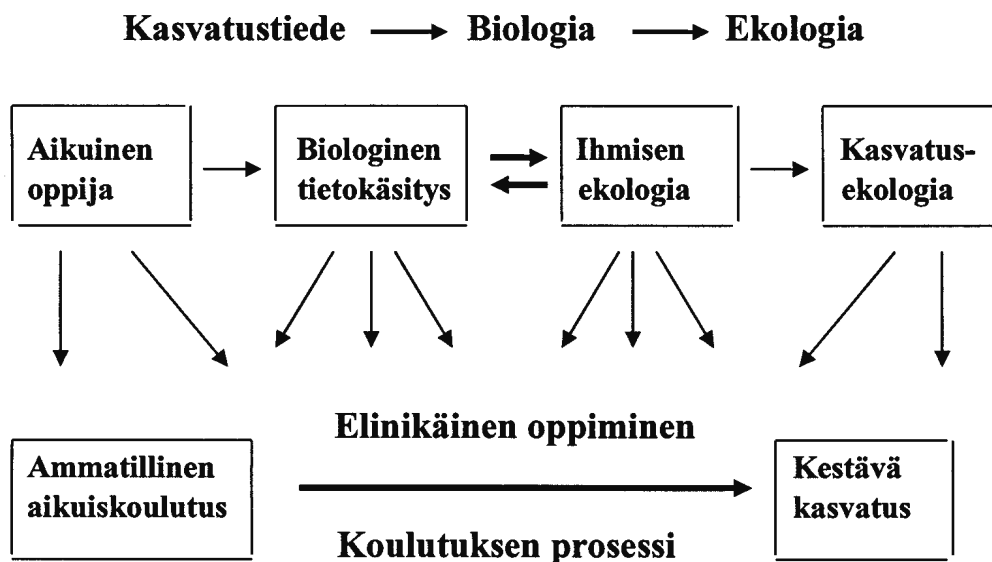 Kasvatustiede Biologia Ekologia
Aikuinen
oppija
Biologinen
tietokäsitys
Ihmisen
ekologia
Kasvatus-
ekologia
Elinikäinen oppiminen
Ammatillinen
aikuiskoulutus
Kestävä
kasvatus
Koulutuksen prosessi